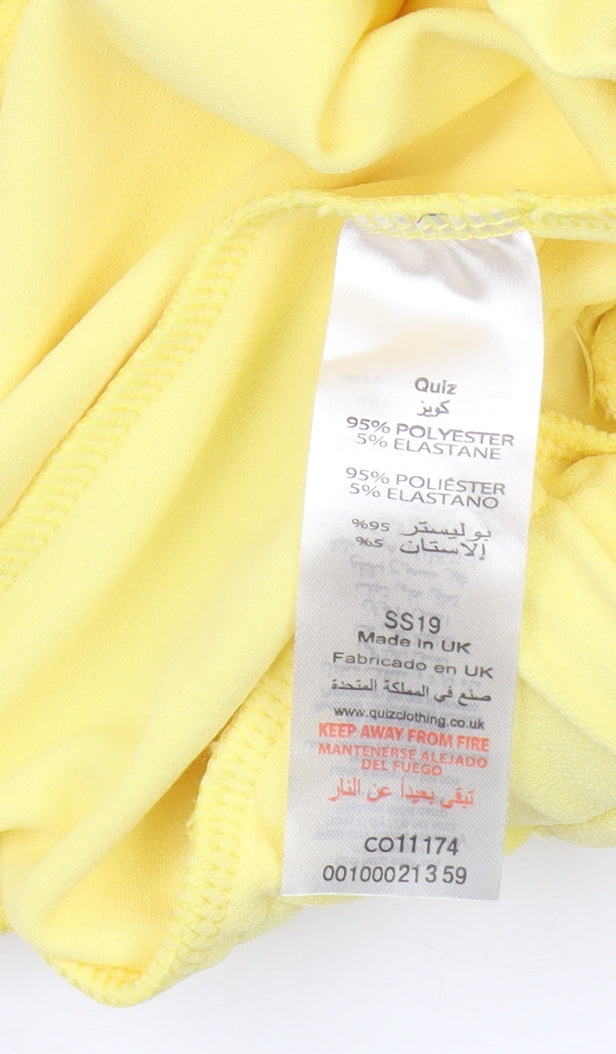 Quiz
كويز
95% POLYESTER
5% ELASTANE
95% POLIÉSTER
5% ELASTANO
بوليستر 95%
إلاستان 5%
SS19
Made in UK
Fabricado en UK
صنع في المملكة المتحدة
www.quizclothing.co.uk
KEEP AWAY FROM FIRE
MANTENERSE ALEJADO
DEL FUEGO
تبقي بعيداً عن النار
CO11174
00100021359